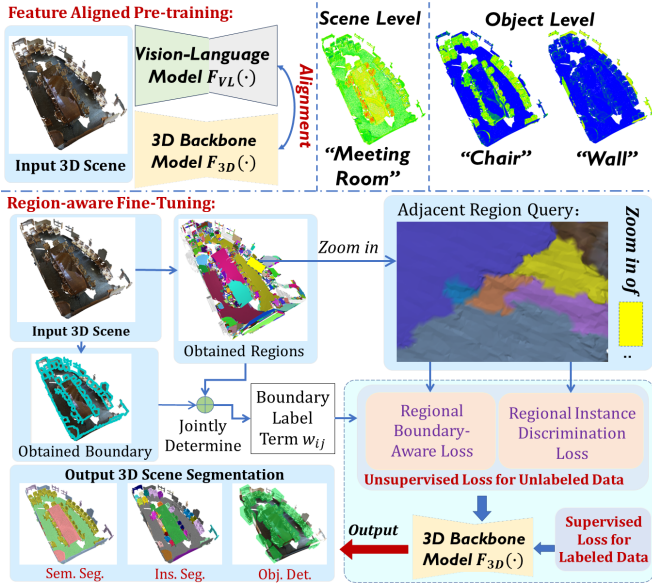 Feature Aligned Pre-training:
Input 3D Scene
Vision-Language
Model F_VL(·)
3D Backbone
Model F_3D(·)
Alignment
Scene Level
“Meeting
Room”
Object Level
“Chair”
“Wall”
Region-aware Fine-Tuning:
Input 3D Scene
Obtained Regions
Zoom in
Adjacent Region Query:
Zoom in of
:
Obtained Boundary
Jointly
Determine
Boundary
Label
Term w_ij
Regional
Boundary-
Aware Loss
Regional Instance
Discrimination
Loss
Unsupervised Loss for Unlabeled Data
Output 3D Scene Segmentation
Sem. Seg.
Ins. Seg.
Obj. Det.
Output
3D Backbone
Model F_3D(·)
Supervised
Loss for
Labeled Data